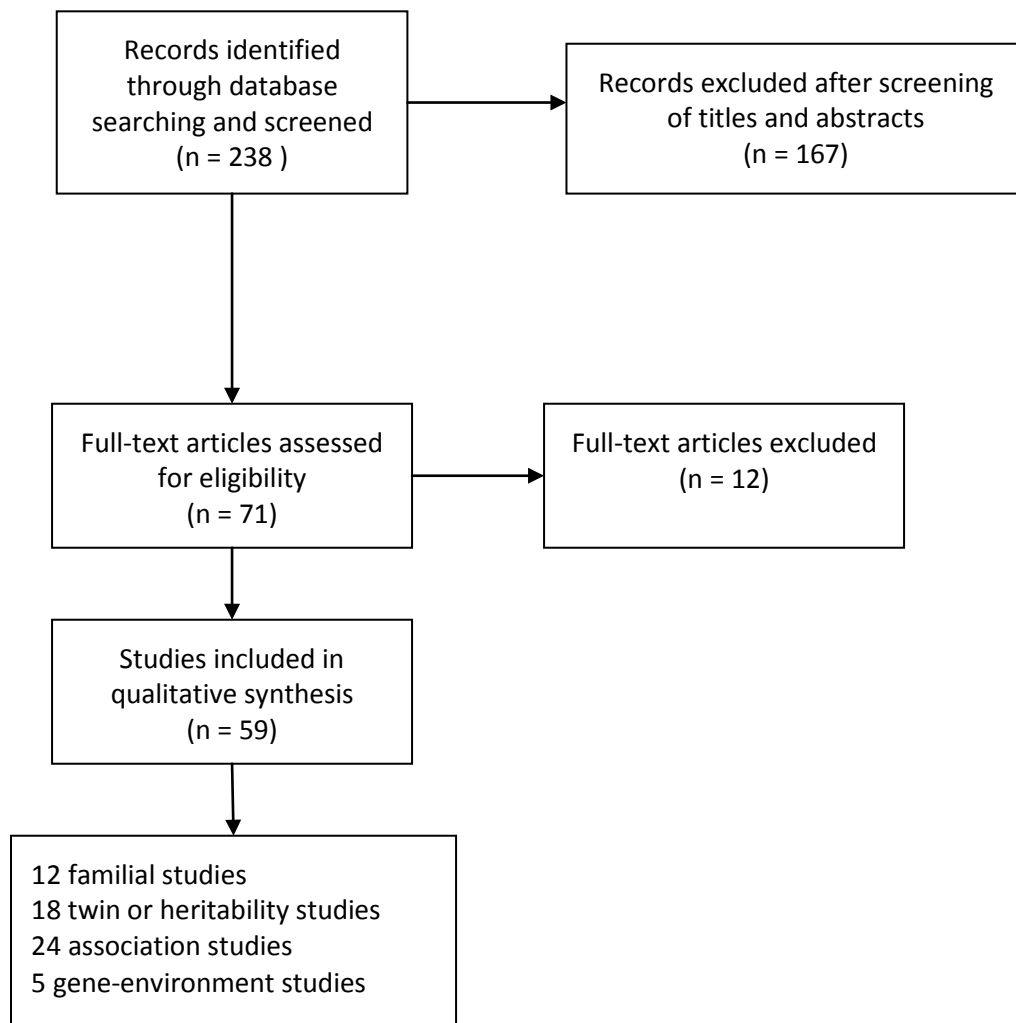 Records identified
through database
searching and screened
(n = 238 )
Records excluded after screening
of titles and abstracts
(n = 167)
Full-text articles assessed
for eligibility
(n = 71)
Full-text articles excluded
(n = 12)
Studies included in
qualitative synthesis
(n = 59)
12 familial studies
18 twin or heritability studies
24 association studies
5 gene-environment studies